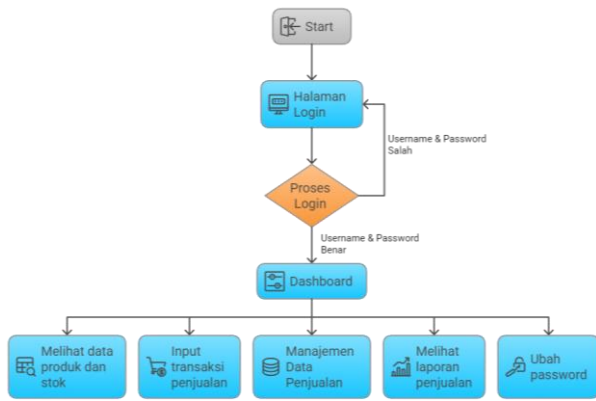 Start
Halaman
Login
Username & Password
Salah
Proses
Login
Username & Password
Benar
Dashboard
Melihat data
produk dan
stok
Input
transaksi
penjualan
Manajemen
Data
Penjualan
Melihat
laporan
penjualan
Ubah
password